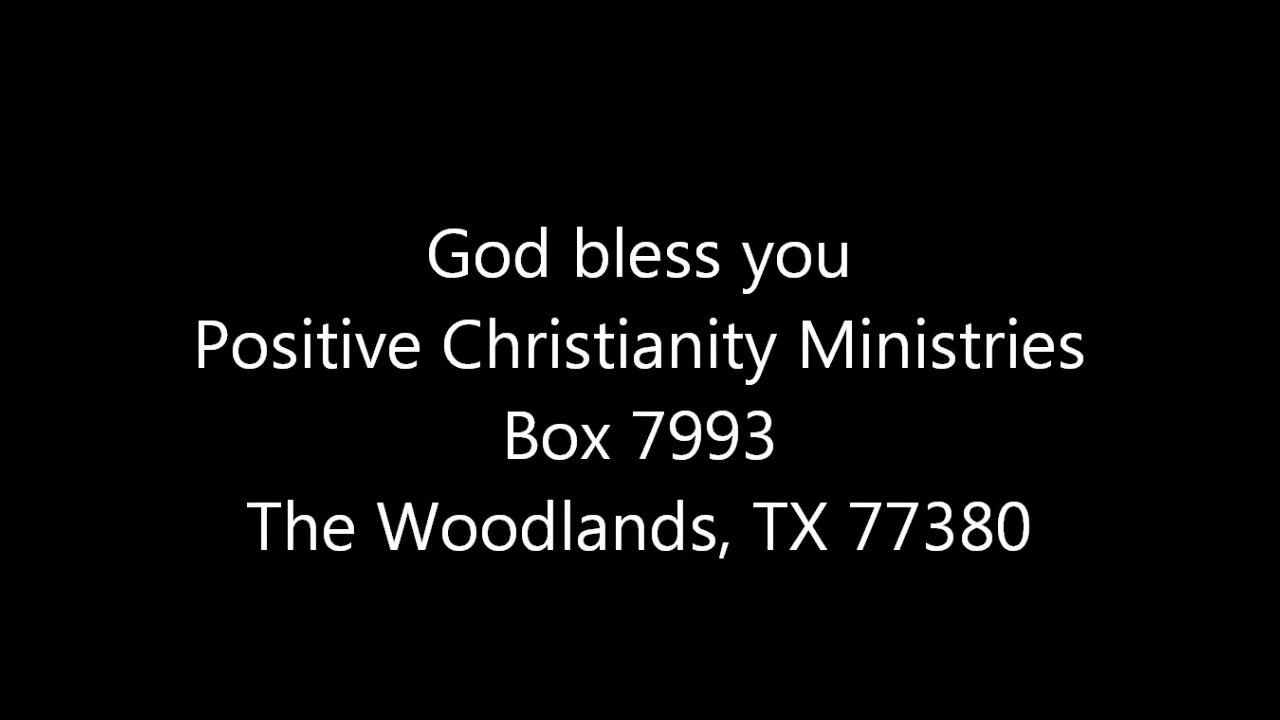 God bless you
Positive Christianity Ministries
Box 7993
The Woodlands, TX 77380